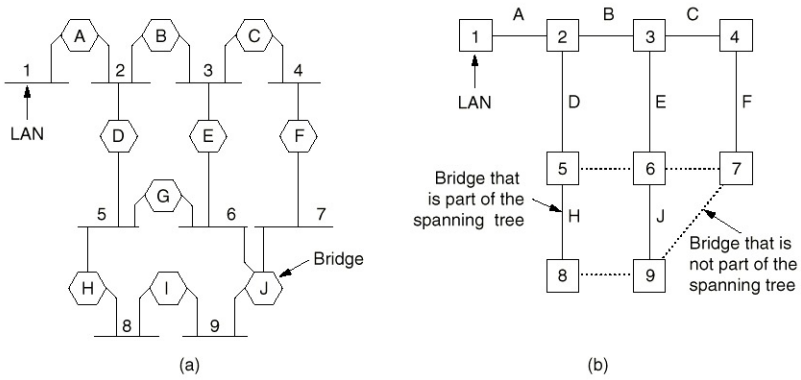 A
B
C
1
2
3
4
LAN
D
E
F
G
5
6
7
Bridge
H
I
J
8
9
(a)
A
B
C
1
2
3
4
LAN
D
E
F
5
6
7
Bridge that
is part of the
spanning tree
H
J
Bridge that is
not part of the
spanning tree
8
9
(b)